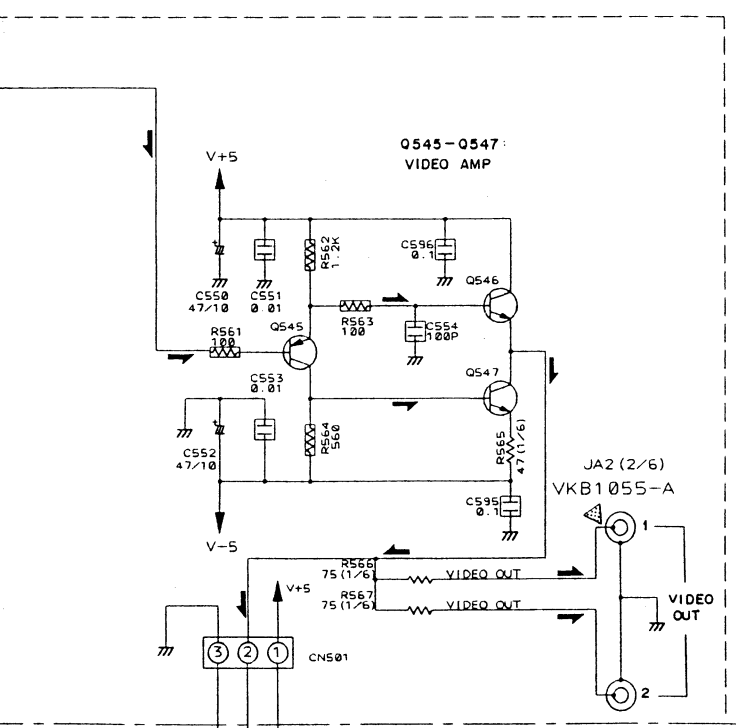 Q545-Q547:
VIDEO AMP
V+5
C550
47/10
C551
0.01
R562
1.2K
C596
0.1
Q546
R561
100
Q545
R563
100
C554
100P
C553
0.01
Q547
C552
47/10
R564
560
R565
47(1/6)
C595
0.1
V-5
JA2(2/6)
VKB1055-A
1
R566
75(1/6)
VIDEO OUT
R567
75(1/6)
VIDEO OUT
V+5
VIDEO
OUT
3 2 1
CN501
2